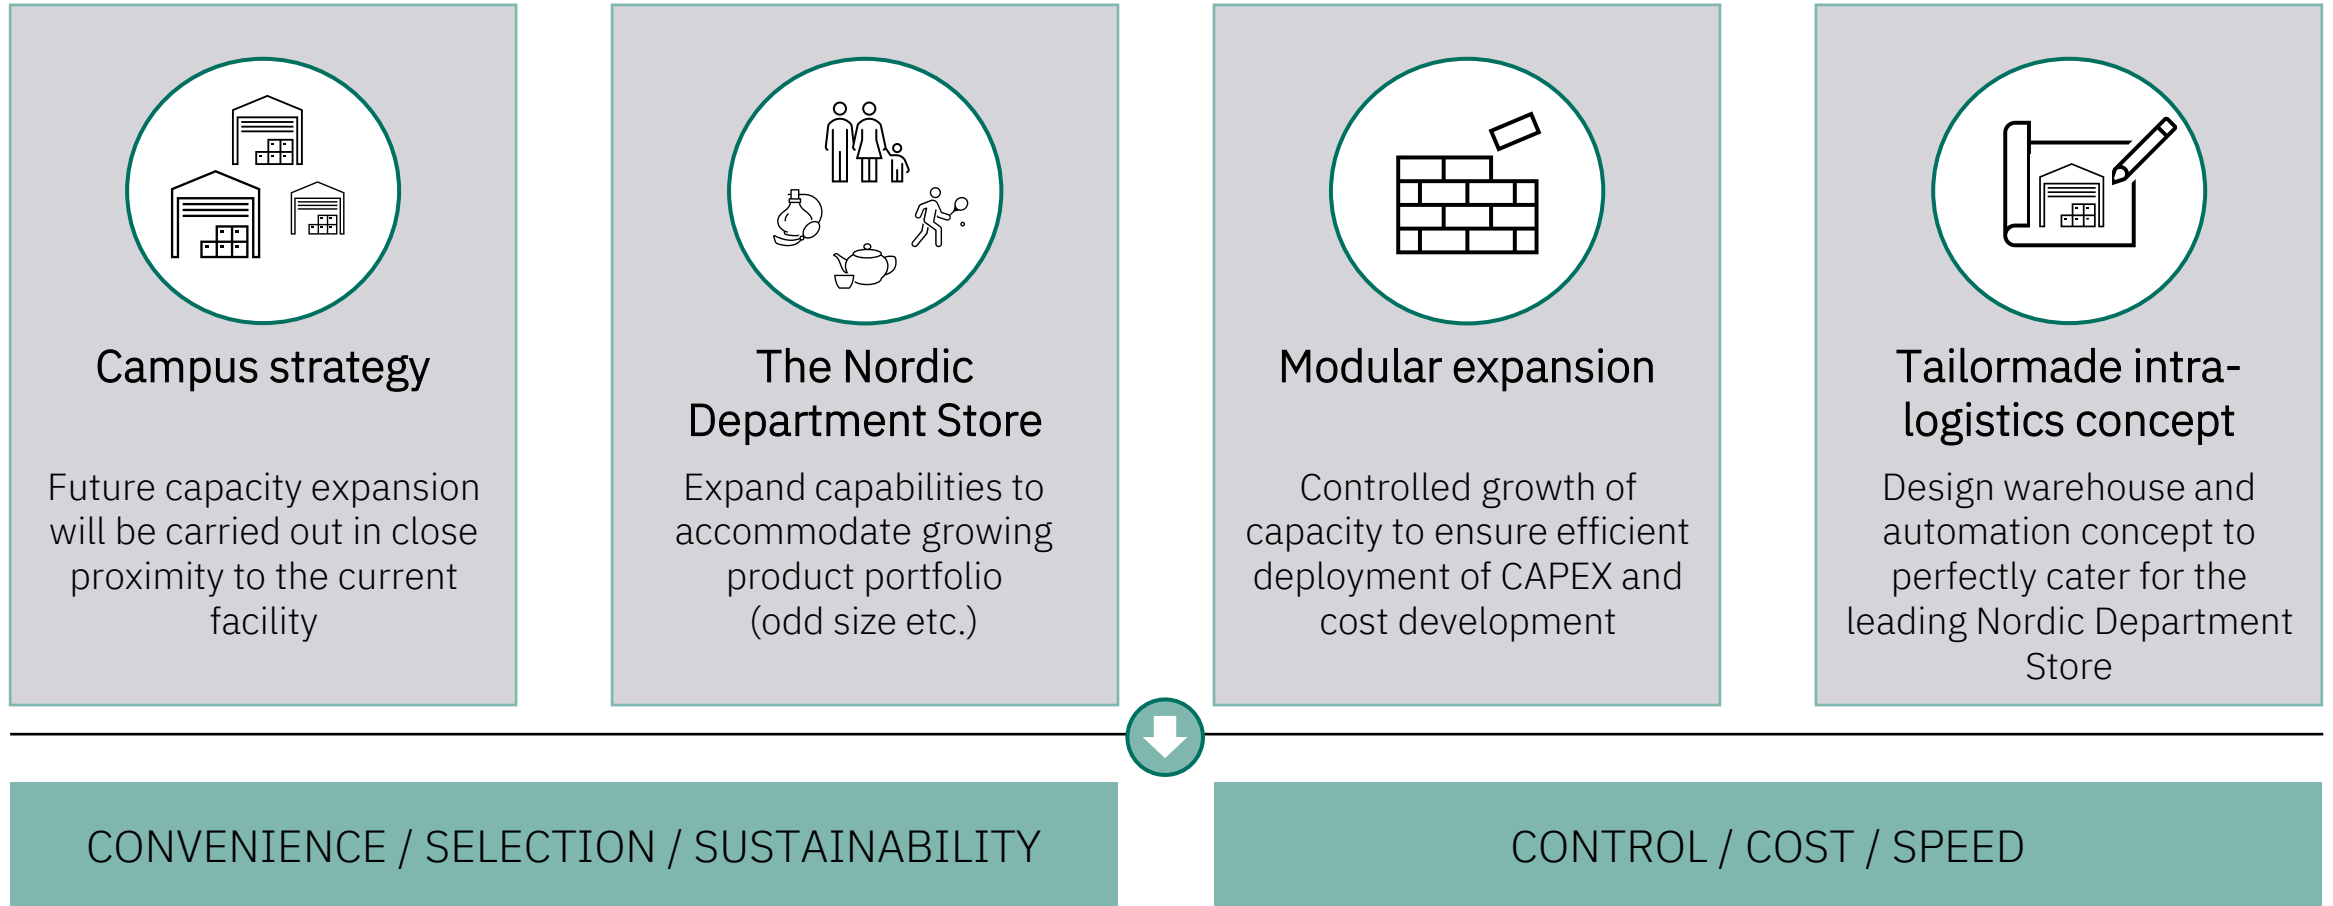 Campus strategy
Future capacity expansion
will be carried out in close
proximity to the current
facility
The Nordic
Department Store
Expand capabilities to
accommodate growing
product portfolio
(odd size etc.)
Modular expansion
Controlled growth of
capacity to ensure efficient
deployment of CAPEX and
cost development
Tailormade intra-
logistics concept
Design warehouse and
automation concept to
perfectly cater for the
leading Nordic Department
Store
CONVENIENCE / SELECTION / SUSTAINABILITY
CONTROL / COST / SPEED